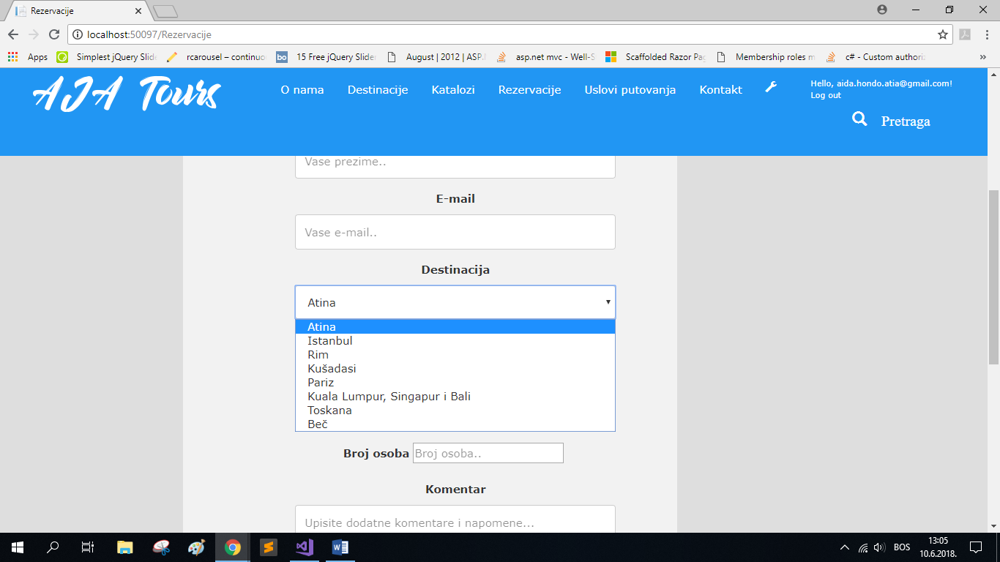 Rezervacije
localhost:50097/Rezervacije
Apps
Simplest jQuery Slide
rcarousel – continuo
bo
15 Free jQuery Slider
August | 2012 | ASP.
asp.net mvc - Well-S
Scaffolded Razor Pag
Membership roles m
c# - Custom authoriz
»
AJA Tours
O nama
Destinacije
Katalozi
Rezervacije
Uslovi putovanja
Kontakt
Hello, aida.hondo.atia@gmail.com!
Log out
Pretraga
Vase prezime..
E-mail
Vase e-mail..
Destinacija
Atina
Atina
Istanbul
Rim
Kušadasi
Pariz
Kuala Lumpur, Singapur i Bali
Toskana
Beč
Broj osoba
Broj osoba..
Komentar
Upisite dodatne komentare i napomene...
BOS
13:05
10.6.2018.